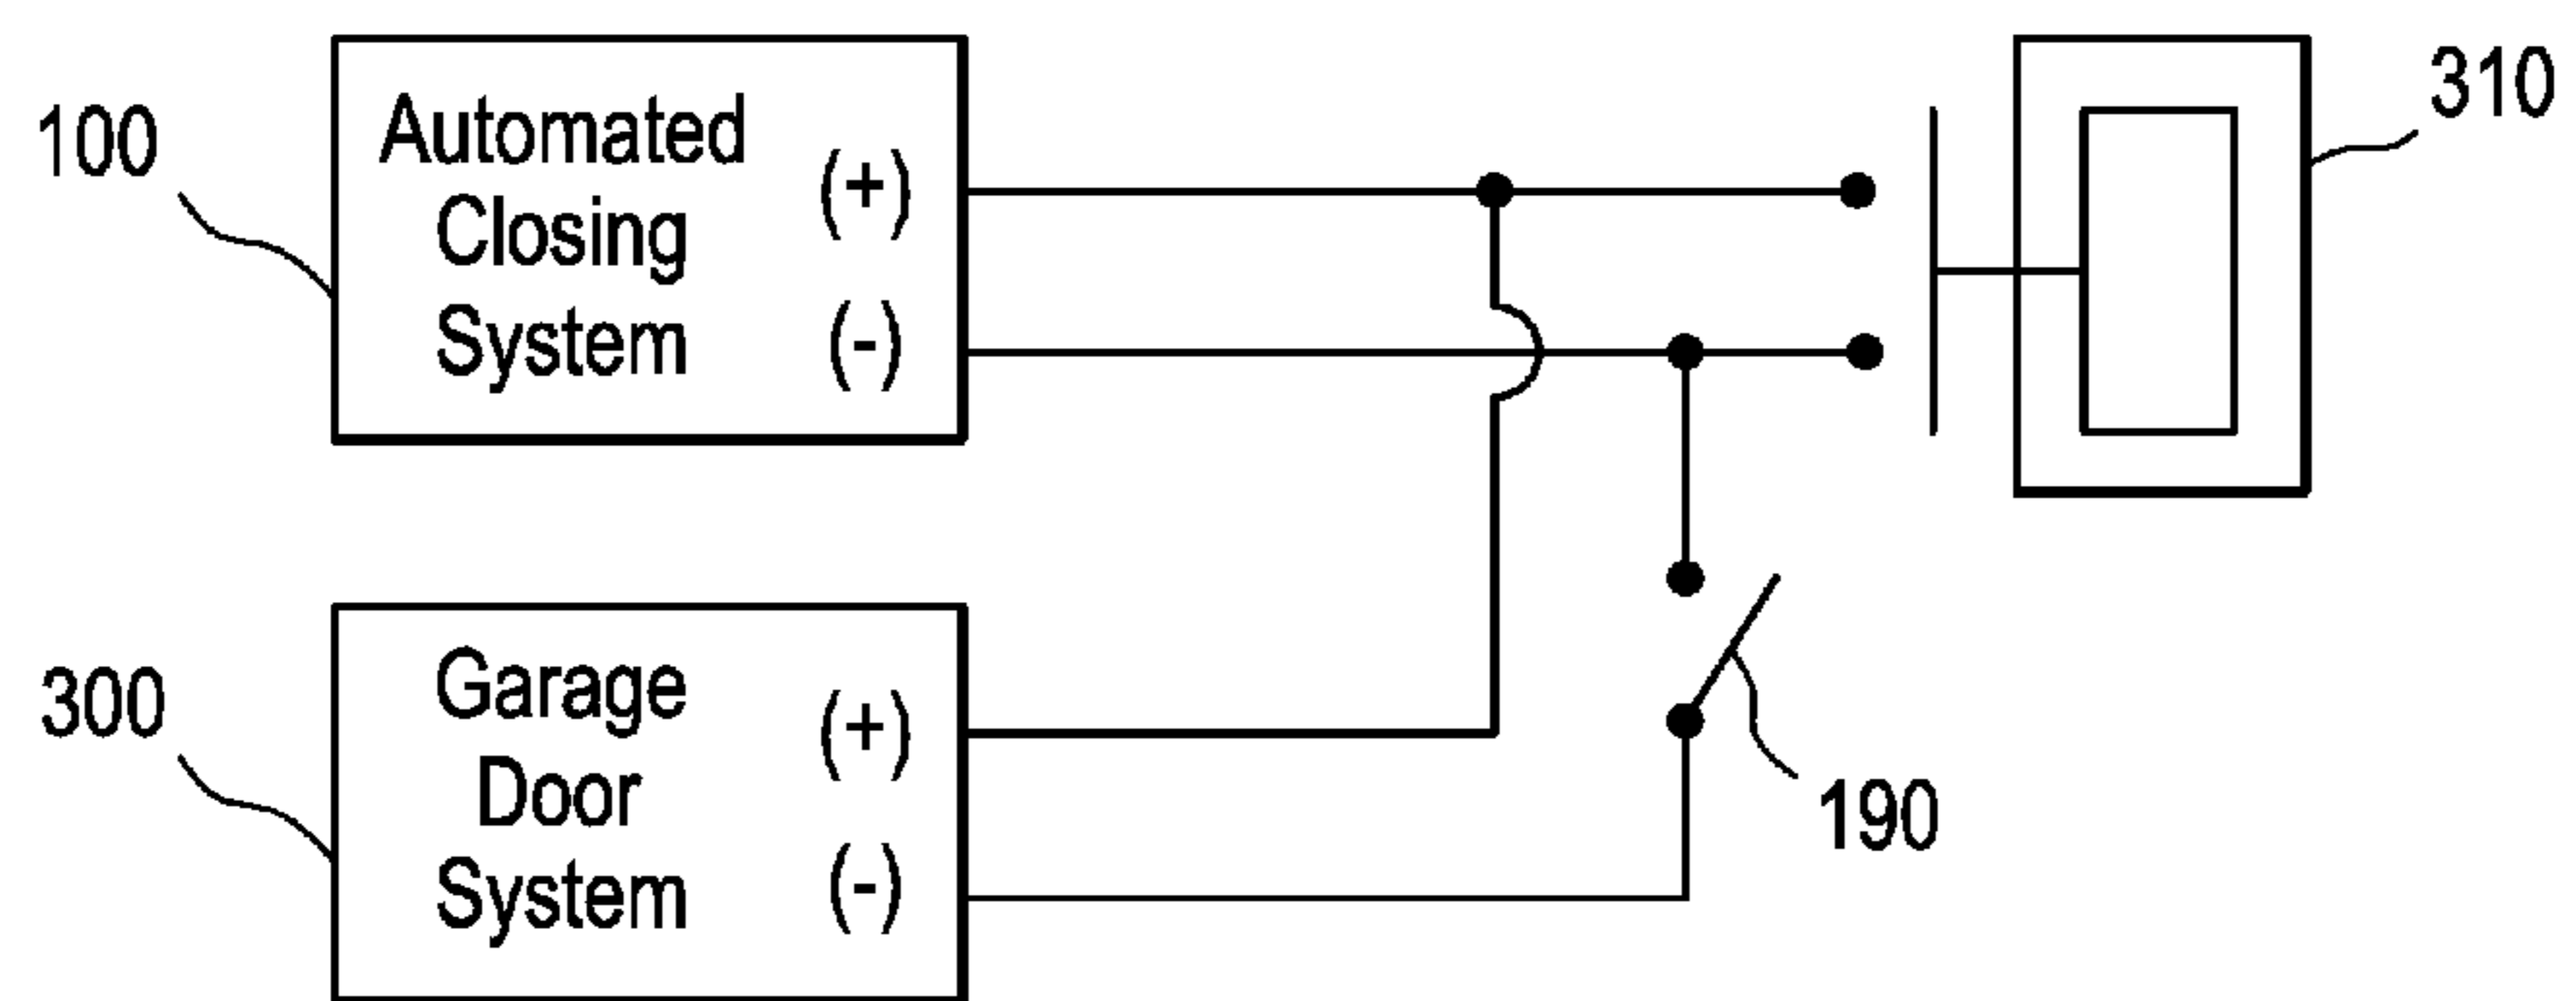 100
Automated
Closing
System
(+)
(-)
310
300
Garage
Door
System
(+)
(-)
190